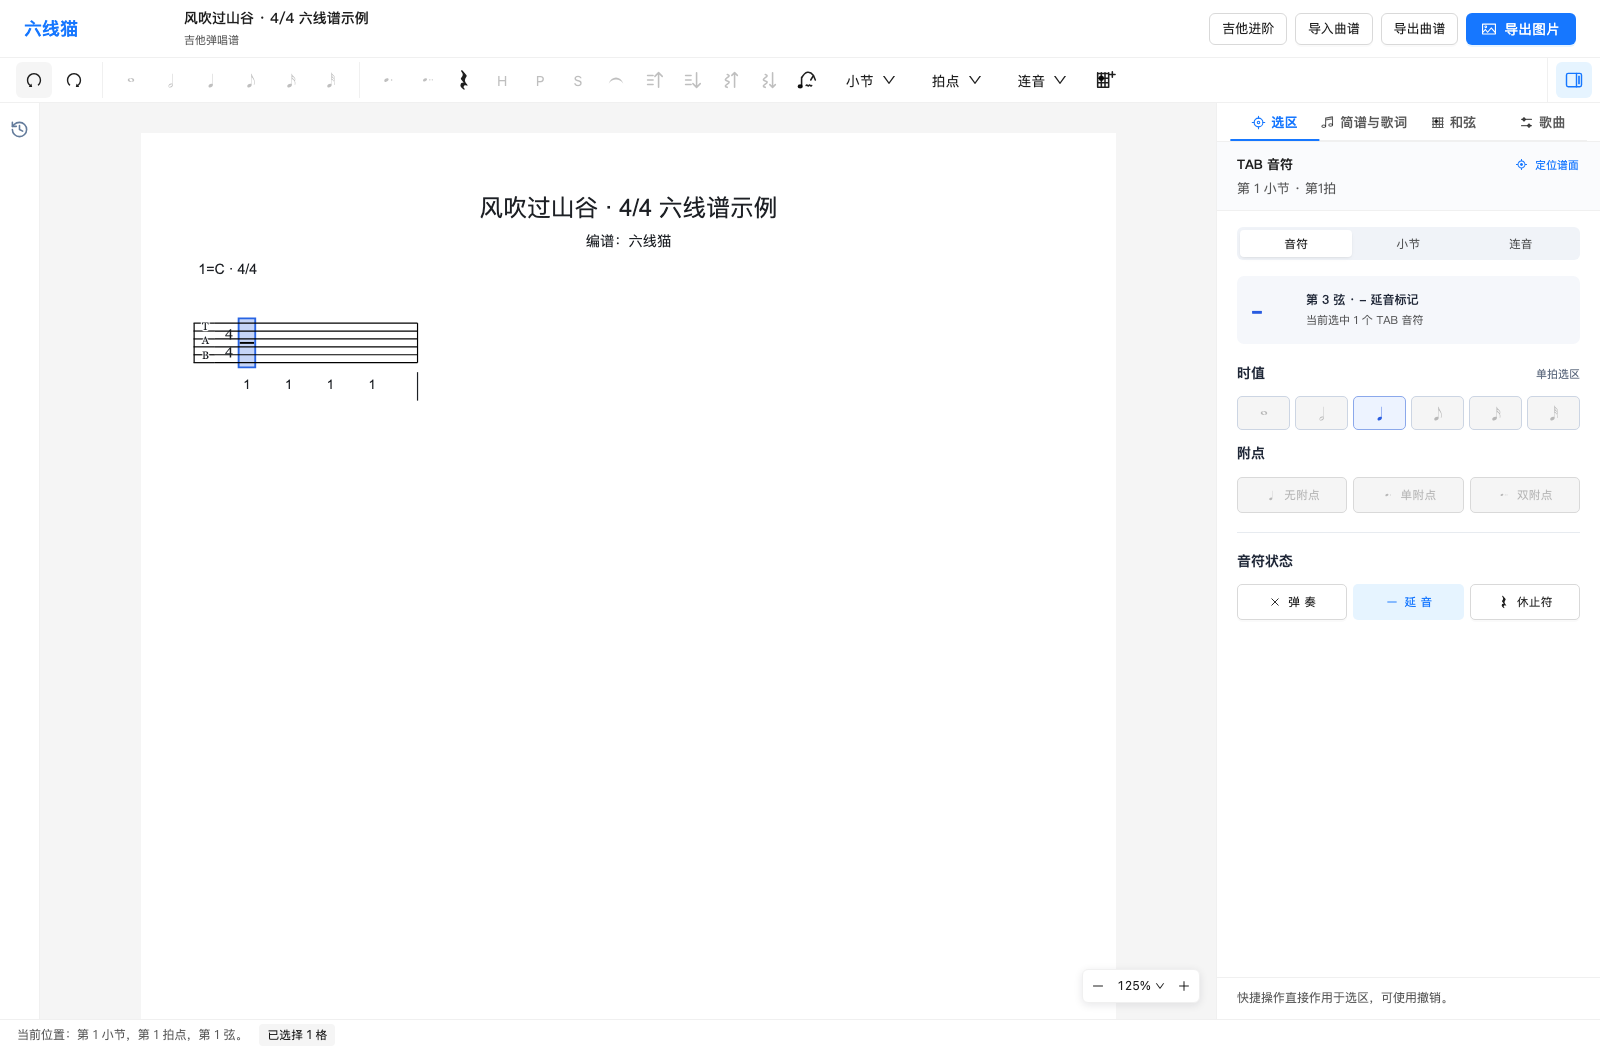 六线猫
风吹过山谷 · 4/4 六线谱示例
吉他弹唱谱
吉他进阶
导入曲谱
导出曲谱
导出图片
H
P
S
小节
拍点
连音
选区
简谱与歌词
和弦
歌曲
风吹过山谷 · 4/4 六线谱示例
编谱：六线猫
1=C · 4/4
T
A
B
4
4
1 1 1 1
TAB 音符
定位谱面
第 1 小节 · 第1拍
音符
小节
连音
第 3 弦 · – 延音标记
当前选中 1 个 TAB 音符
时值
单拍选区
附点
无附点
单附点
双附点
音符状态
弹 奏
延 音
休止符
125%
快捷操作直接作用于选区，可使用撤销。
当前位置：第 1 小节，第 1 拍点，第 1 弦。
已选择 1 格